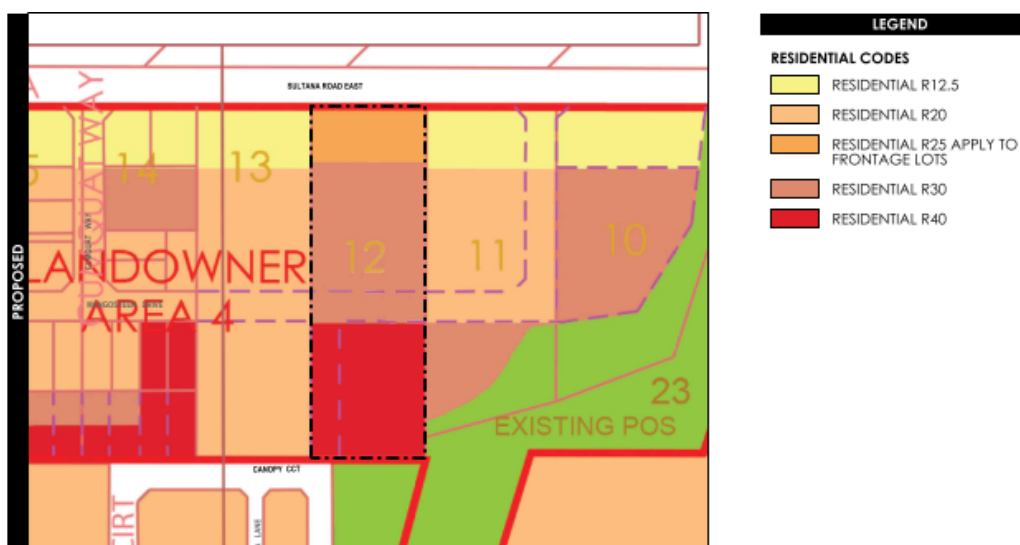 PROPOSED
SULTANA ROAD EAST
14
13
12
11
10
23
LANDOWNER
AREA 4
EXISTING POS
CANOPY CCT
LANE
LEGEND
RESIDENTIAL CODES
RESIDENTIAL R12.5
RESIDENTIAL R20
RESIDENTIAL R25 APPLY TO
FRONTAGE LOTS
RESIDENTIAL R30
RESIDENTIAL R40